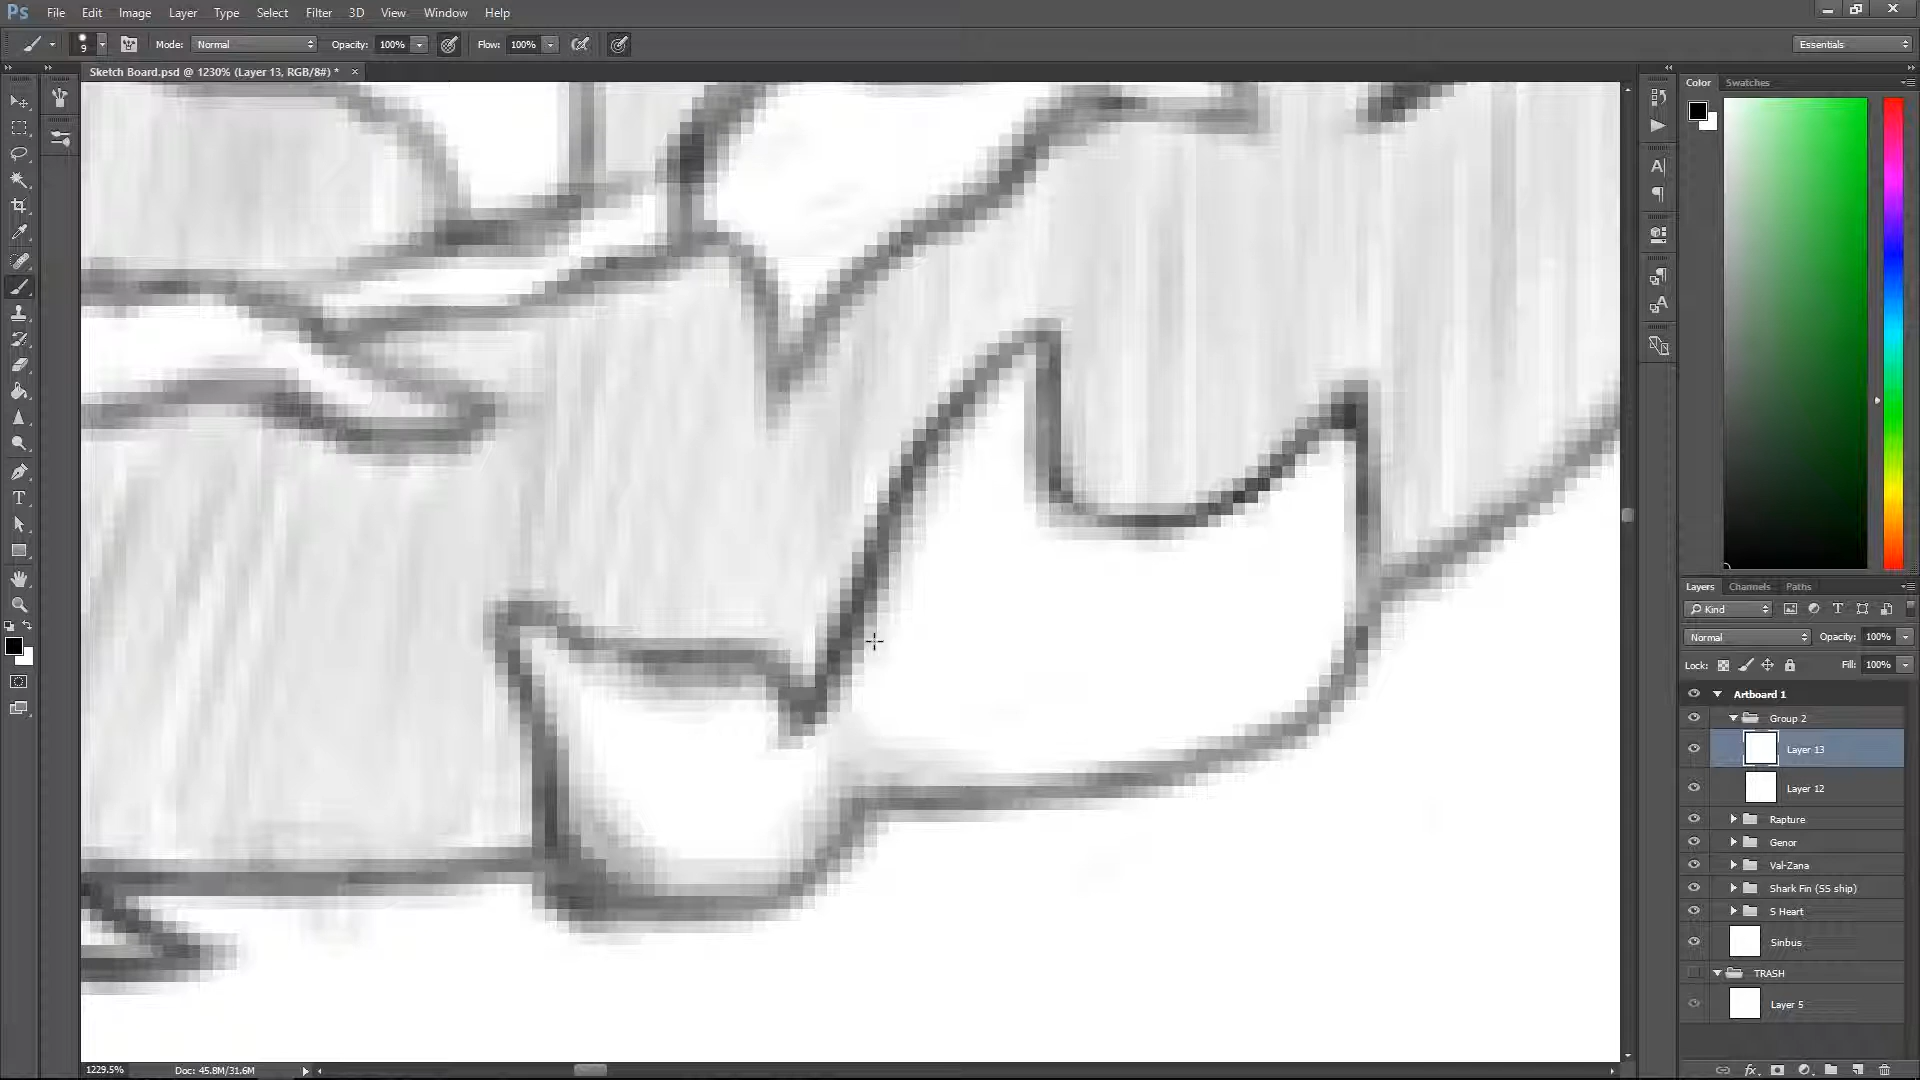 Ps File Edit Image Layer Type Select Filter 3D View Window Help
9 Mode: Normal Opacity: 100% Flow: 100% Essentials
Sketch Board.psd @ 1230% (Layer 13, RGB/8#) * ×
Color Swatches
Layers Channels Paths
Kind
Normal Opacity: 100%
Lock: Fill: 100%
Artboard 1
Group 2
Layer 13
Layer 12
Rapture
Genor
Val-Zana
Shark Fin (SS ship)
S Heart
Sinbus
TRASH
Layer 5
1229.5% Doc: 45.8M/31.6M